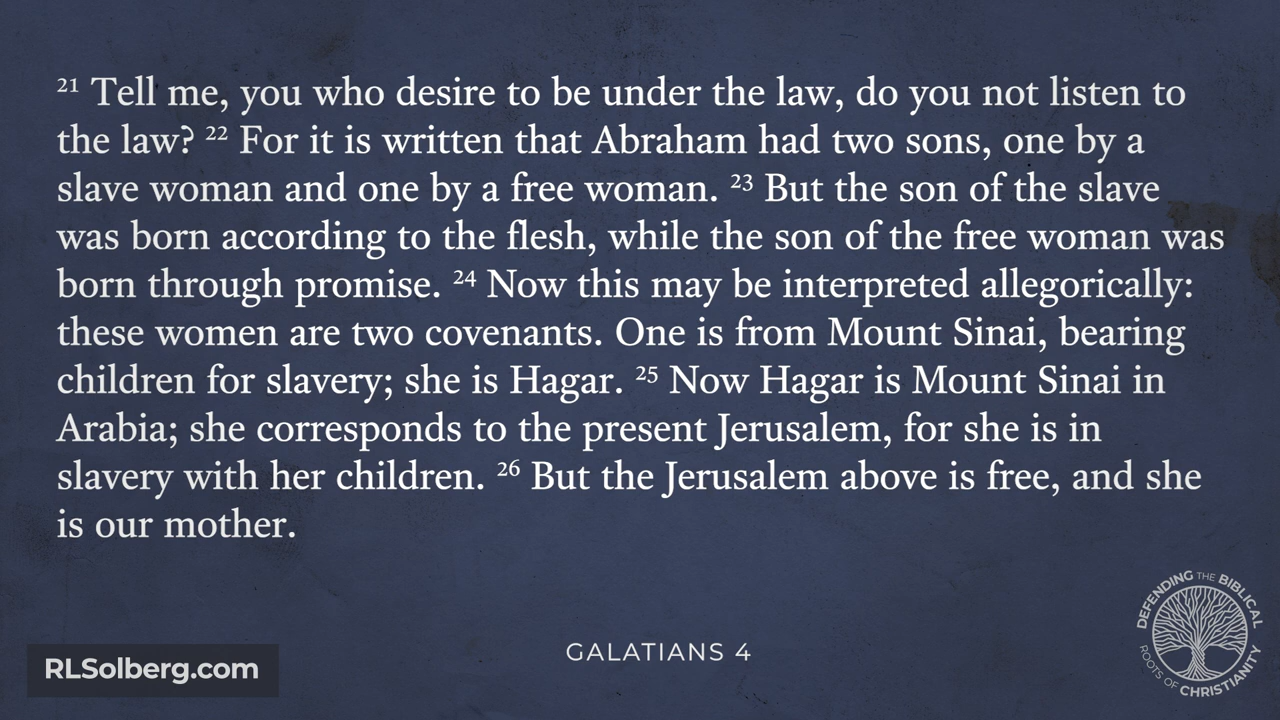 ²¹ Tell me, you who desire to be under the law, do you not listen to
the law? ²² For it is written that Abraham had two sons, one by a
slave woman and one by a free woman. ²³ But the son of the slave
was born according to the flesh, while the son of the free woman was
born through promise. ²⁴ Now this may be interpreted allegorically:
these women are two covenants. One is from Mount Sinai, bearing
children for slavery; she is Hagar. ²⁵ Now Hagar is Mount Sinai in
Arabia; she corresponds to the present Jerusalem, for she is in
slavery with her children. ²⁶ But the Jerusalem above is free, and she
is our mother.
GALATIANS 4
RLSolberg.com
DEFENDING THE BIBLICAL
ROOTS OF CHRISTIANITY